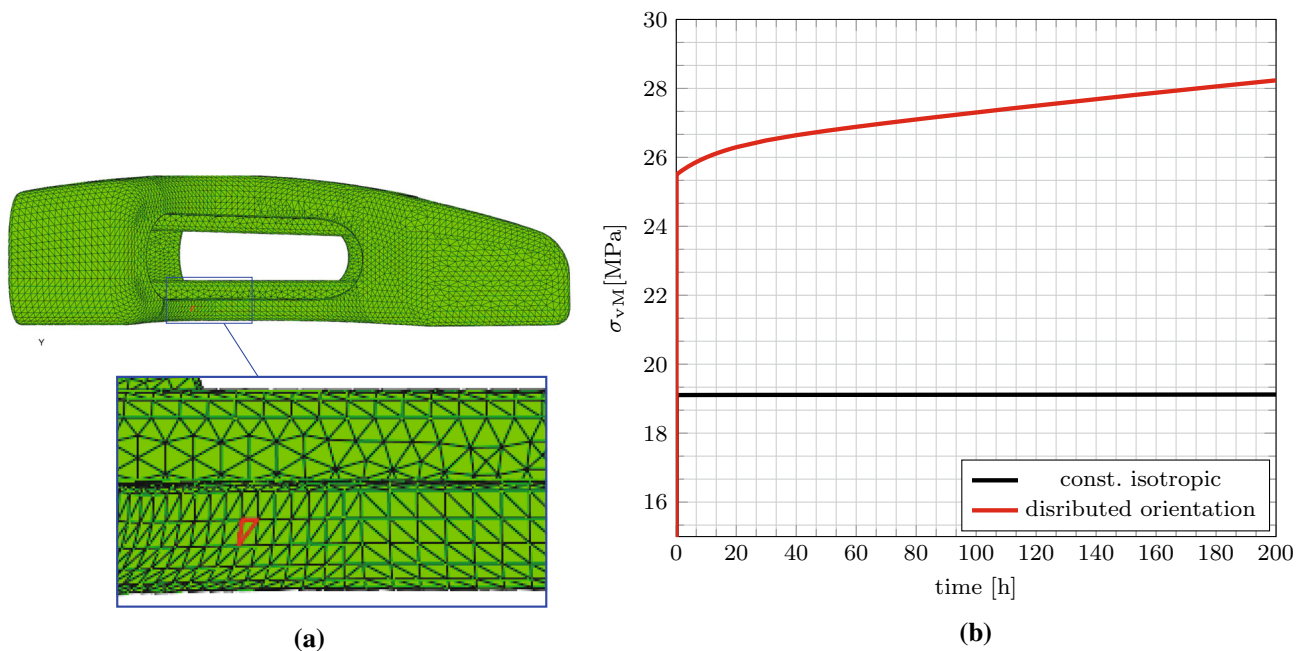 Y
(a)
30
28
26
24
22
20
18
16
σvM[MPa]
0 20 40 60 80 100 120 140 160 180 200
time [h]
const. isotropic
disributed orientation
(b)